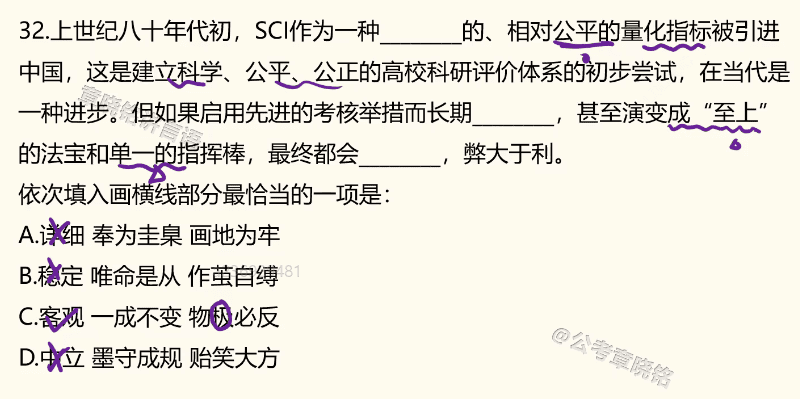 32.上世纪八十年代初，SCI作为一种________的、相对公平的量化指标被引进
中国，这是建立科学、公平、公正的高校科研评价体系的初步尝试，在当代是
一种进步。但如果启用先进的考核举措而长期________，甚至演变成“至上”
的法宝和单一的指挥棒，最终都会________，弊大于利。
依次填入画横线部分最恰当的一项是：
A.详细 奉为圭臬 画地为牢
B.稳定 唯命是从 作茧自缚
C.客观 一成不变 物极必反
D.中立 墨守成规 贻笑大方
@公考章晓铭